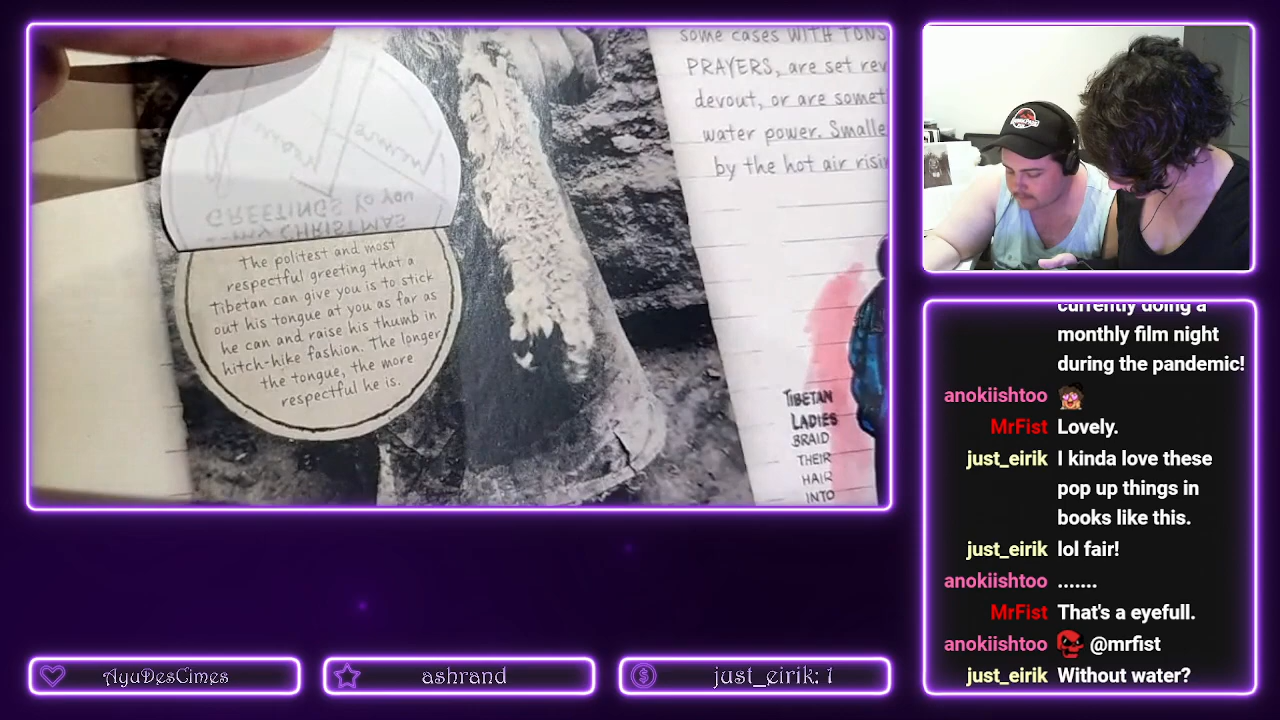 GREETINGS to you
my CHRISTMAS
The politest and most
respectful greeting that a
Tibetan can give you is to stick
out his tongue at you as far as
he can and raise his thumb in
hitch-hike fashion. The longer
the tongue, the more
respectful he is.
some cases WITH TONS
PRAYERS, are set rev
devout, or are somet
water power. Smalle
by the hot air risin
TIBETAN
LADIES
BRAID
THEIR
HAIR
INTO
currently doing a
monthly film night
during the pandemic!
anokiishtoo
MrFist Lovely.
just_eirik I kinda love these
pop up things in
books like this.
just_eirik lol fair!
anokiishtoo .......
MrFist That's a eyefull.
anokiishtoo @mrfist
just_eirik Without water?
AyuDesCimes
ashrand
just_eirik: 1